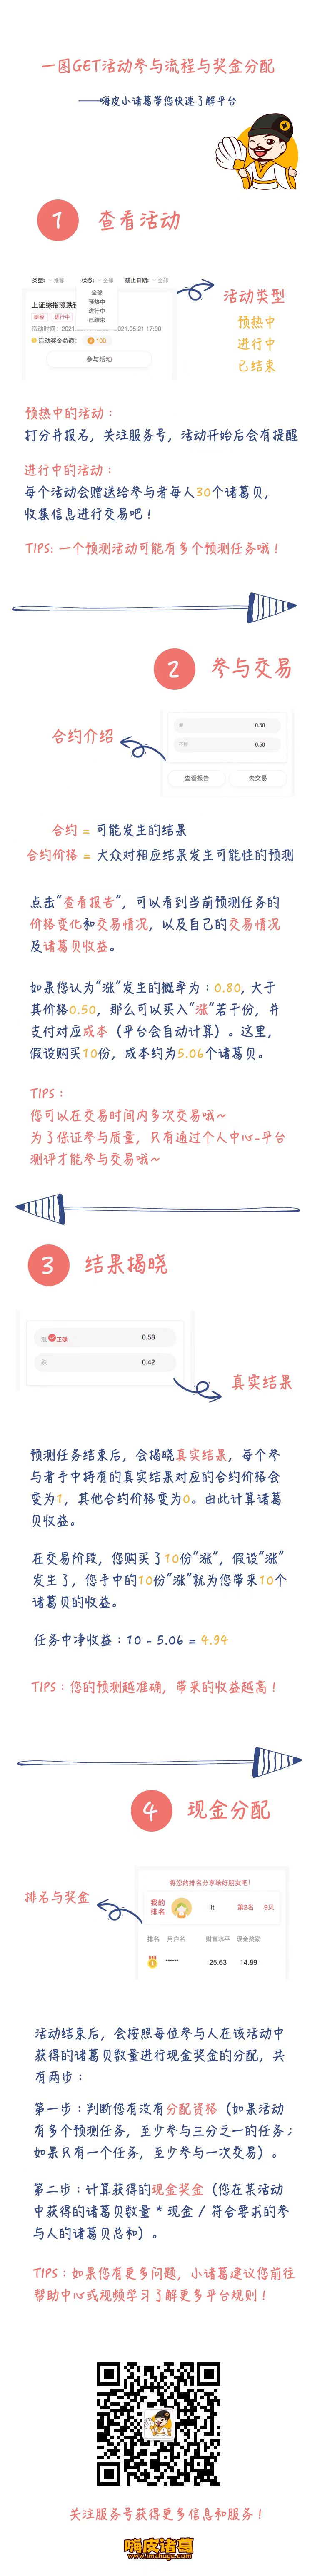 一图GET活动参与流程与奖金分配
——嗨皮小诸葛带您快速了解平台
1 查看活动
类型: 推荐 状态: 全部 截止日期: 全部
全部
预热中
进行中
已结束
上证综指涨跌
财经 进行中
活动时间: 2021. 2021.05.21 17:00
活动奖金总额: 100
参与活动
活动类型
预热中
进行中
已结束
预热中的活动：
打分并报名，关注服务号，活动开始后会有提醒
进行中的活动：
每个活动会赠送给参与者每人30个诸葛贝，
收集信息进行交易吧！
TIPS: 一个预测活动可能有多个预测任务哦！
2 参与交易
合约介绍
涨 0.50
不涨 0.50
查看报告 去交易
合约 = 可能发生的结果
合约价格 = 大众对相应结果发生可能性的预测
点击“查看报告”，可以看到当前预测任务的
价格变化和交易情况，以及自己的交易情况
及诸葛贝收益。
如果您认为“涨”发生的概率为：0.80, 大于
其价格0.50，那么可以买入“涨”若干份，并
支付对应成本（平台会自动计算）。这里，
假设购买10份，成本约为5.06个诸葛贝。
TIPS：
您可以在交易时间内多次交易哦~
为了保证参与质量，只有通过个人中心-平台
测评才能参与交易哦~
3 结果揭晓
涨 正确 0.58
跌 0.42
真实结果
预测任务结束后，会揭晓真实结果，每个参
与者手中持有的真实结果对应的合约价格会
变为1，其他合约价格变为0。由此计算诸葛
贝收益。
在交易阶段，您购买了10份“涨”，假设“涨”
发生了，您手中的10份“涨”就为您带来10个
诸葛贝的收益。
任务中净收益：10 - 5.06 = 4.94
TIPS：您的预测越准确，带来的收益越高！
4 现金分配
排名与奖金
将您的排名分享给好朋友吧！
我的
排名
llt 第2名 9贝
排名 用户名 财富水平 现金奖励
1 ****** 25.63 14.89
活动结束后，会按照每位参与人在该活动中
获得的诸葛贝数量进行现金奖金的分配，共
有两步：
第一步：判断您有没有分配资格（如果活动
有多个预测任务，至少参与三分之一的任务；
如果只有一个任务，至少参与一次交易）。
第二步：计算获得的现金奖金（您在某活动
中获得的诸葛贝数量 * 现金 / 符合要求的参
与人的诸葛贝总和）。
TIPS：如果您有更多问题，小诸葛建议您前往
帮助中心或视频学习了解更多平台规则！
关注服务号获得更多信息和服务！
嗨皮诸葛